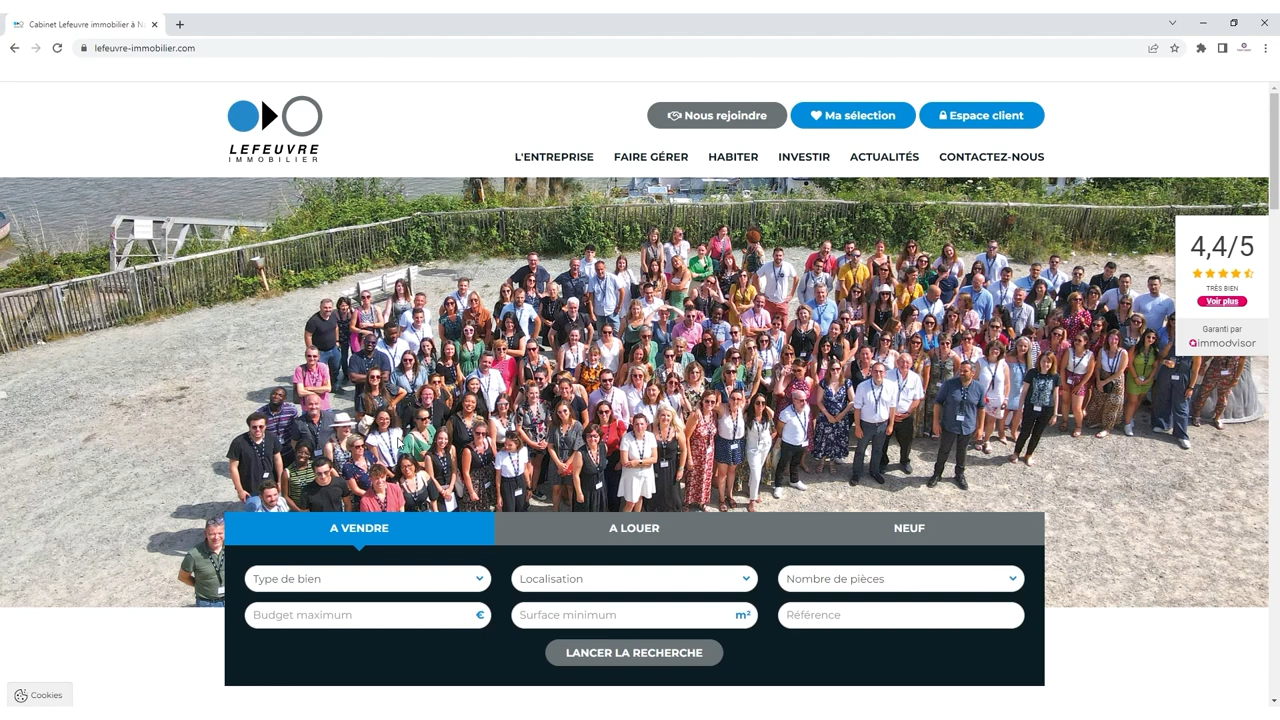 Cabinet Lefeuvre immobilier à Na
lefeuvre-immobilier.com
LEFEUVRE
IMMOBILIER
Nous rejoindre
Ma sélection
Espace client
L'ENTREPRISE
FAIRE GÉRER
HABITER
INVESTIR
ACTUALITÉS
CONTACTEZ-NOUS
4,4/5
TRÈS BIEN
Voir plus
Garanti par
immodvisor
A VENDRE
A LOUER
NEUF
Type de bien
Localisation
Nombre de pièces
Budget maximum €
Surface minimum m²
Référence
LANCER LA RECHERCHE
Cookies